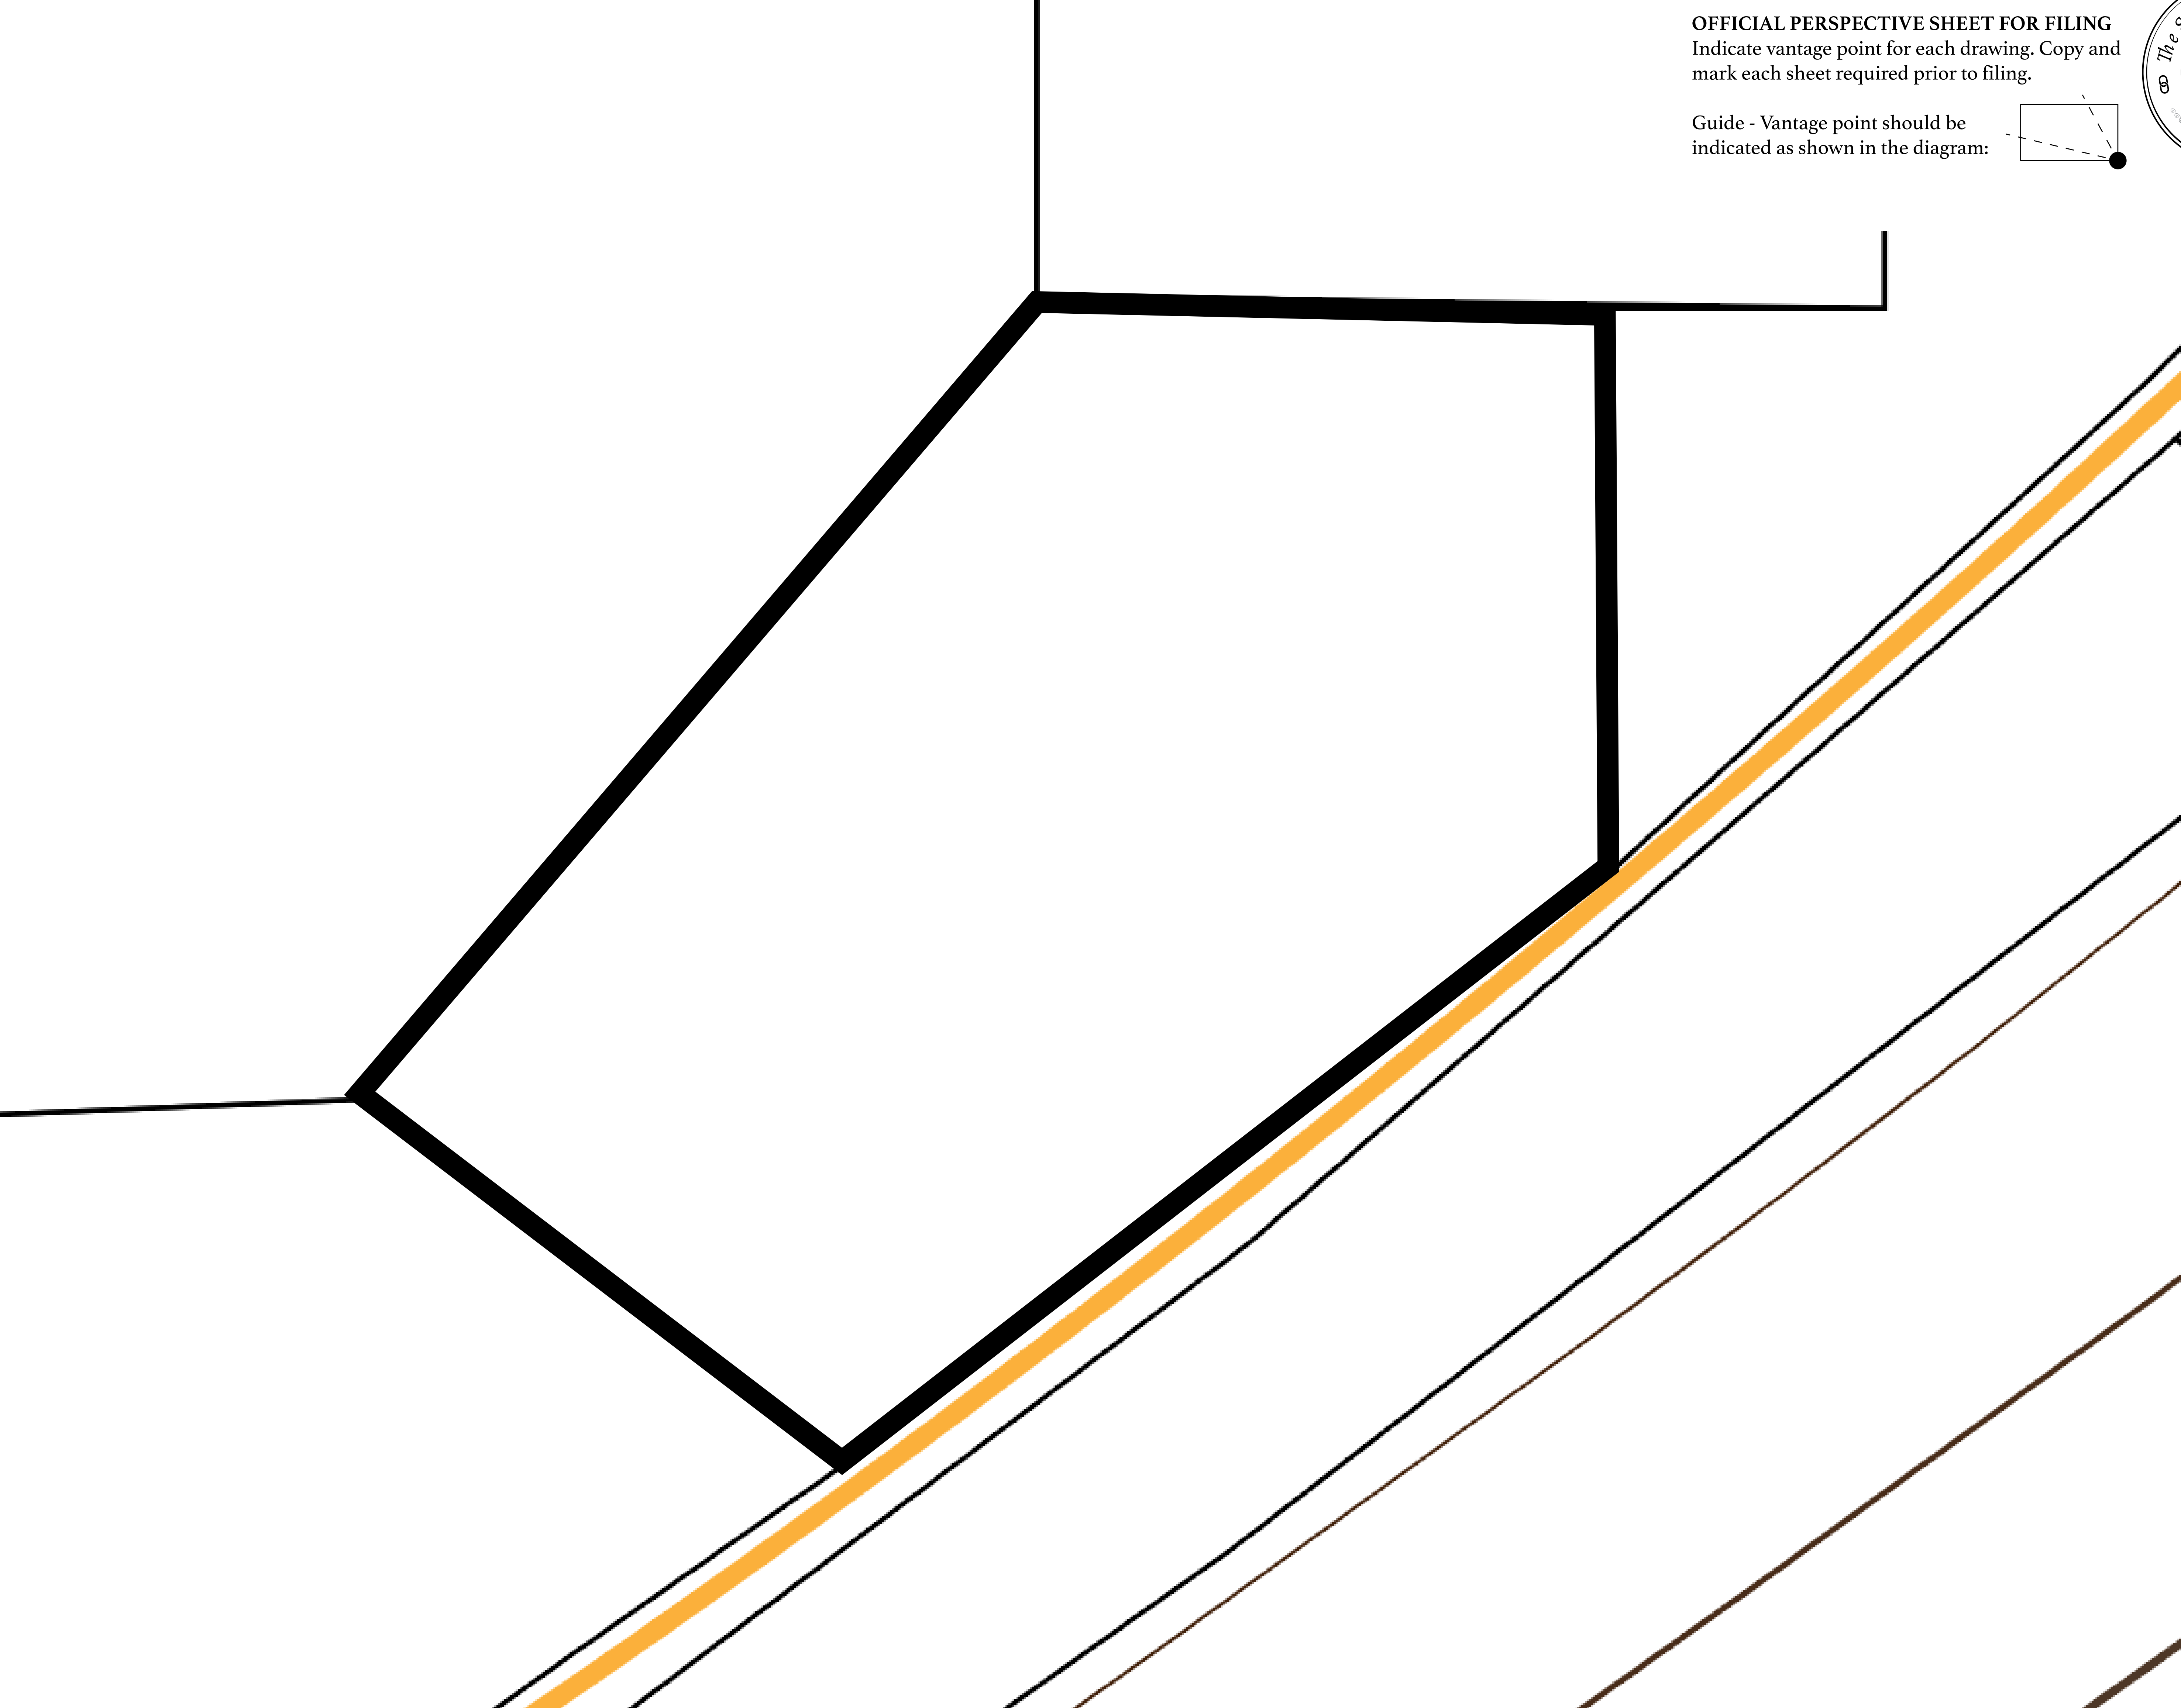 OFFICIAL PERSPECTIVE SHEET FOR FILING
Indicate vantage point for each drawing. Copy and
mark each sheet required prior to filing.
Guide - Vantage point should be
indicated as shown in the diagram:
The